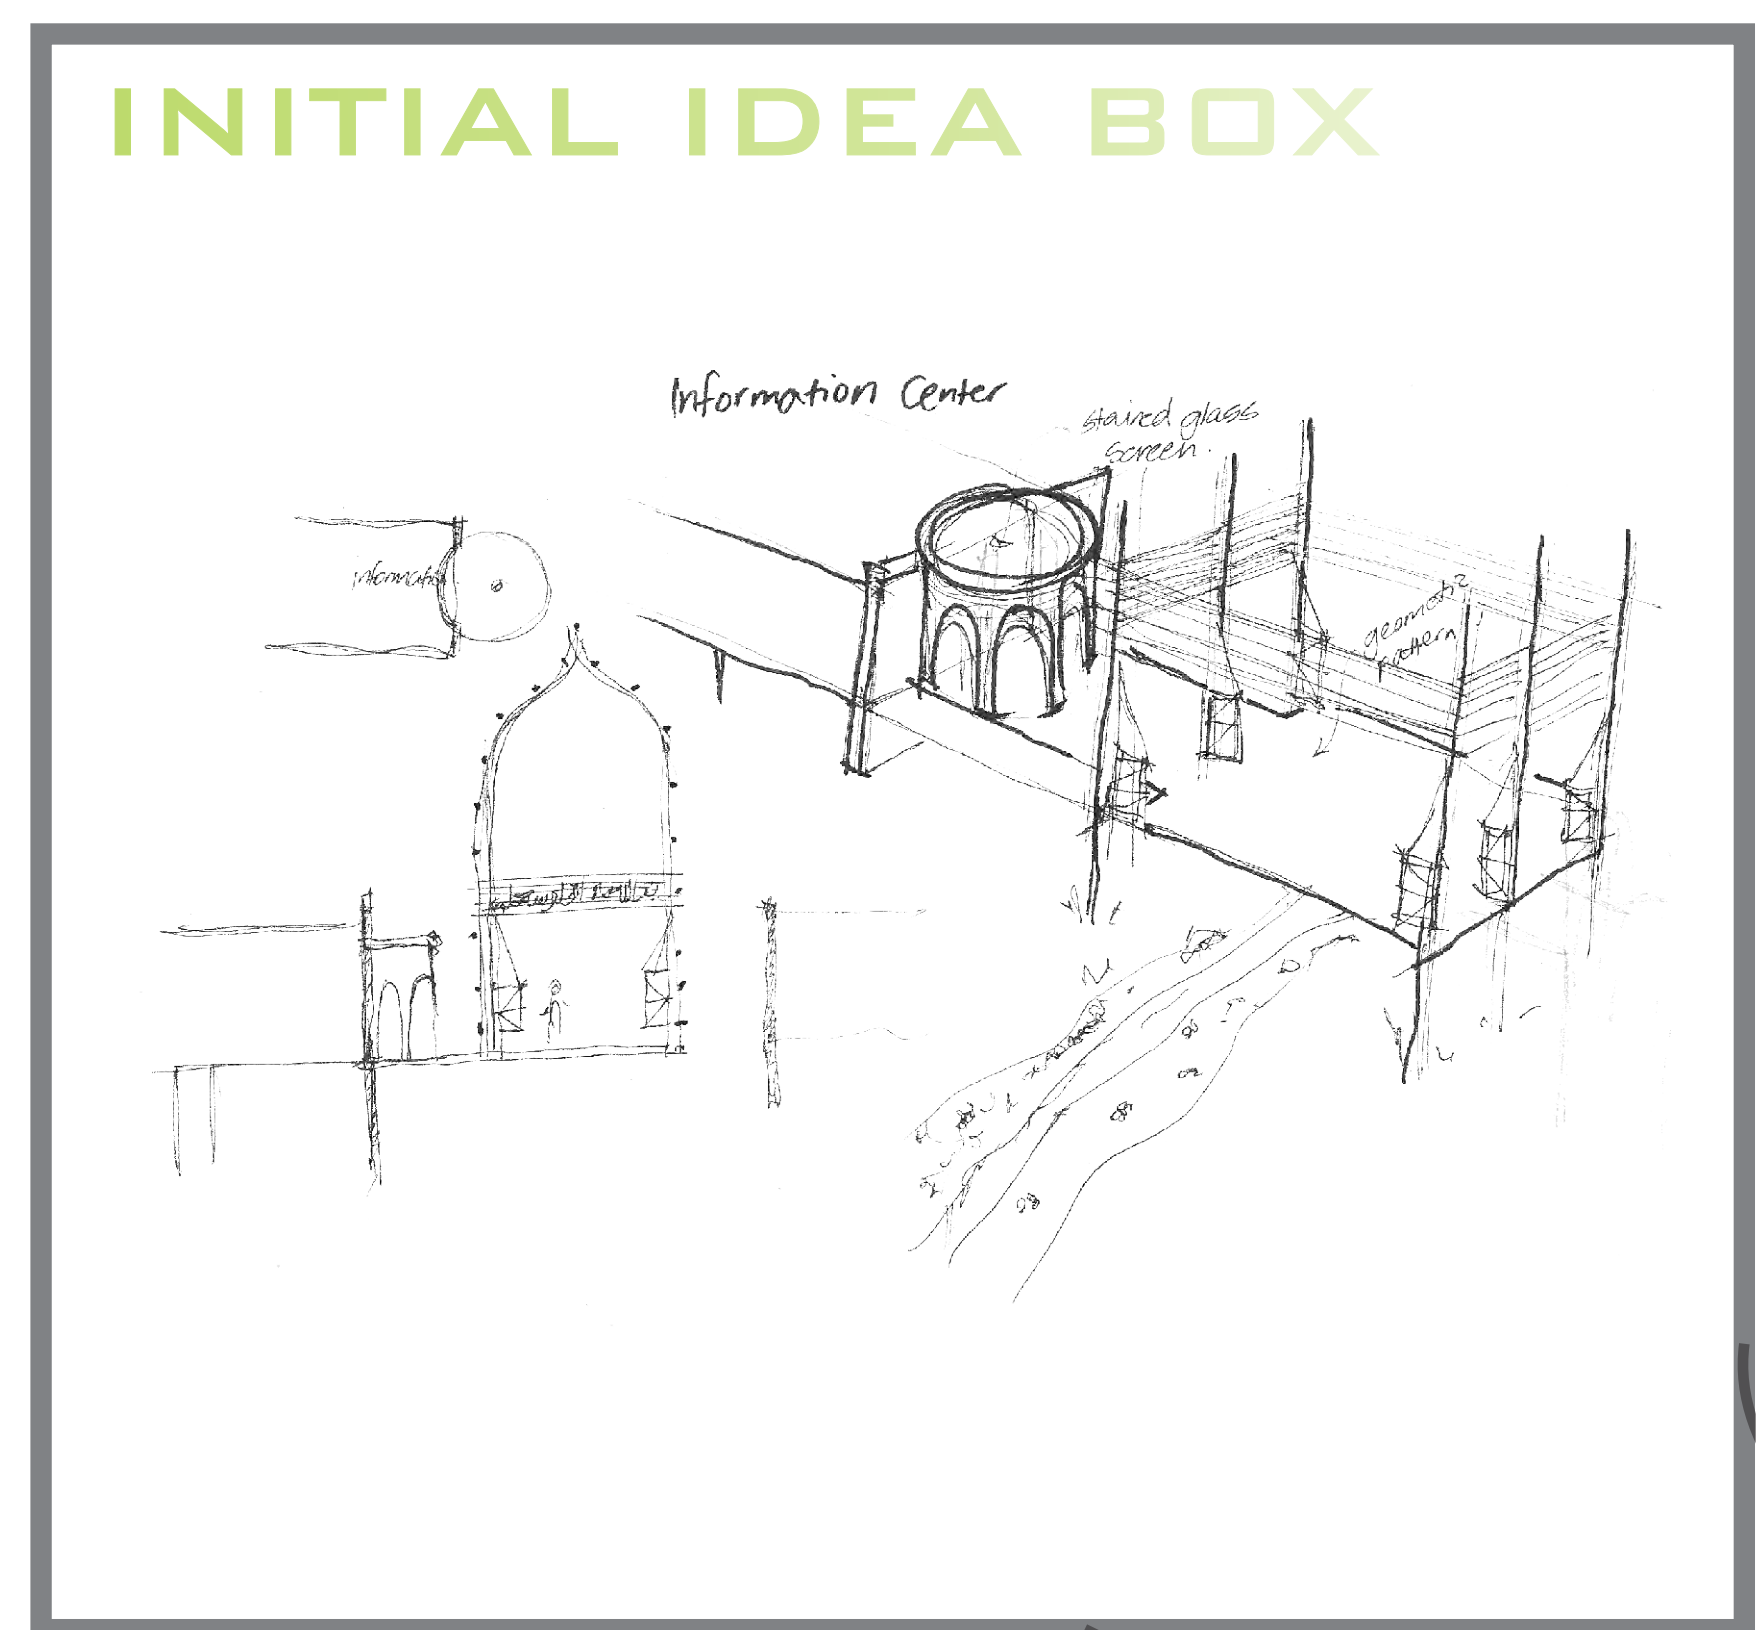 INITIAL IDEA BOX
Information Center
stained glass
screen.
geometric
pattern
Information